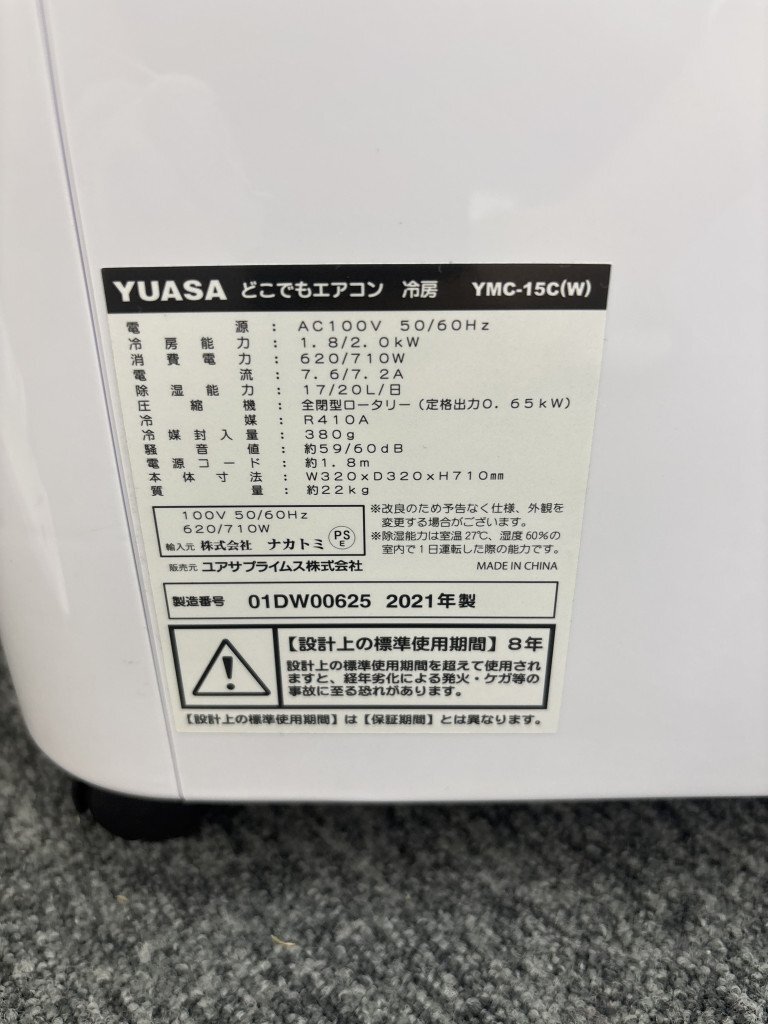 YUASA どこでもエアコン 冷房 YMC-15C(W)
電源 : AC100V 50/60Hz
冷房能力 : 1.8/2.0kW
消費電力 : 620/710W
電流 : 7.6/7.2A
除湿能力 : 17/20L/日
圧縮機 : 全閉型ロータリー（定格出力0.65kW）
冷媒 : R410A
冷媒封入量 : 380g
騒音値 : 約59/60dB
電源コード : 約1.8m
本体寸法 : W320xD320xH710mm
質量 : 約22kg
100V 50/60Hz
620/710W
PS
E
輸入元 株式会社 ナカトミ
※改良のため予告なく仕様、外観を
変更する場合がございます。
※除湿能力は室温27℃、湿度60%の
室内で1日運転した際の能力です。
販売元 ユアサプライムス株式会社 MADE IN CHINA
製造番号 01DW00625 2021年製
【設計上の標準使用期間】8年
設計上の標準使用期間を超えて使用され
ますと、経年劣化による発火・ケガ等の
事故に至る恐れがあります。
【設計上の標準使用期間】は【保証期間】とは異なります。